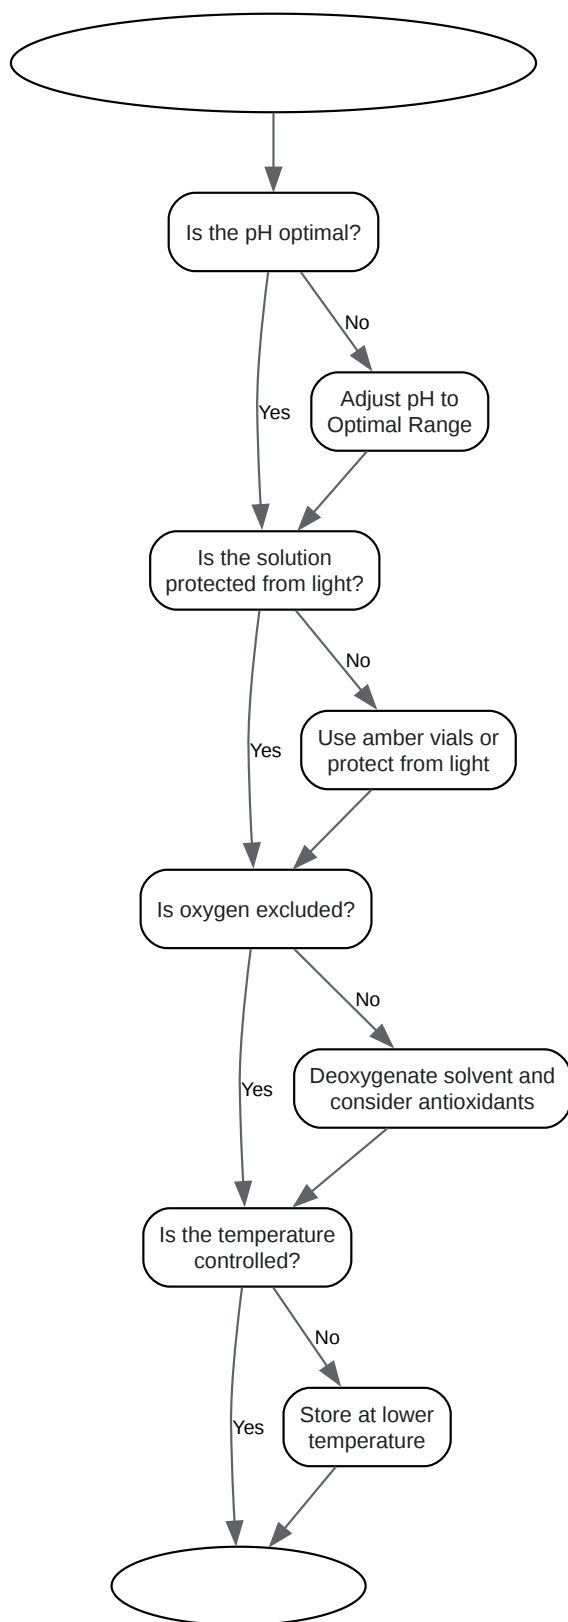 Is the pH optimal?
No
Adjust pH to
Optimal Range
Yes
Is the solution
protected from light?
No
Use amber vials or
protect from light
Yes
Is oxygen excluded?
No
Deoxygenate solvent and
consider antioxidants
Yes
Is the temperature
controlled?
No
Store at lower
temperature
Yes